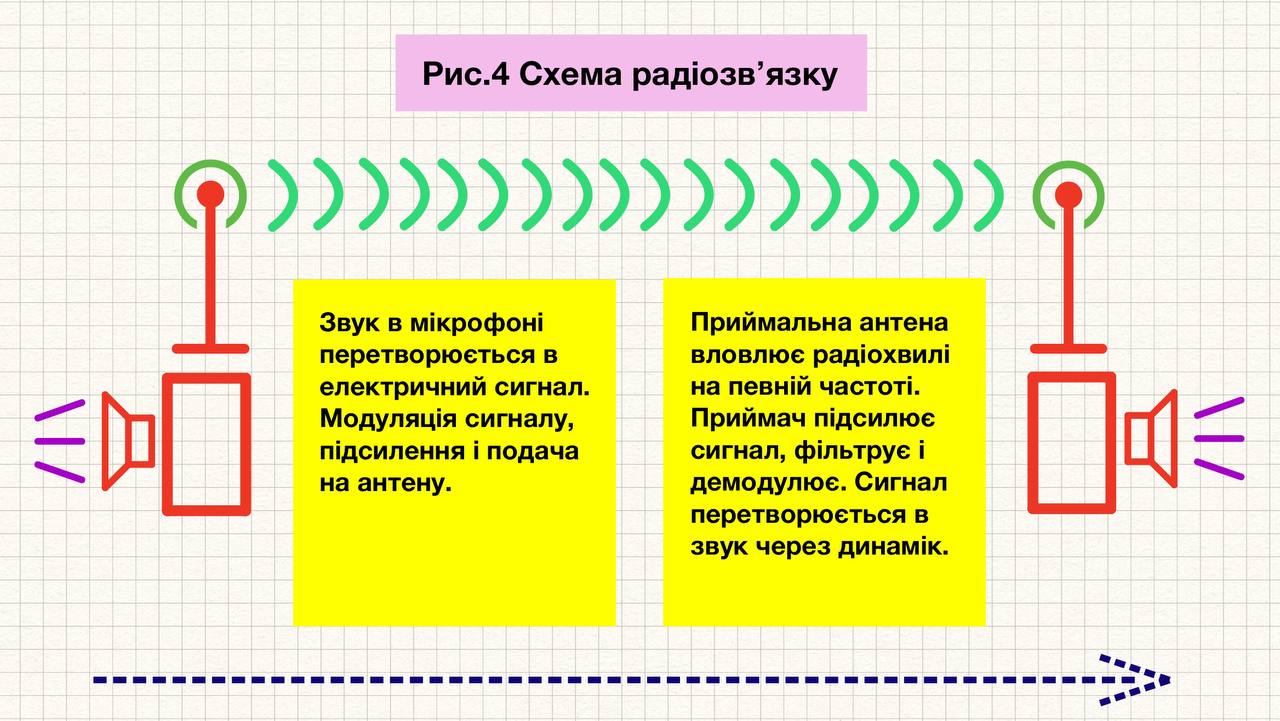 Рис.4 Схема радіозв’язку
Звук в мікрофоні
перетворюється в
електричний сигнал.
Модуляція сигналу,
підсилення і подача
на антену.
Приймальна антена
вловлює радіохвилі
на певній частоті.
Приймач підсилює
сигнал, фільтрує і
демодулює. Сигнал
перетворюється в
звук через динамік.